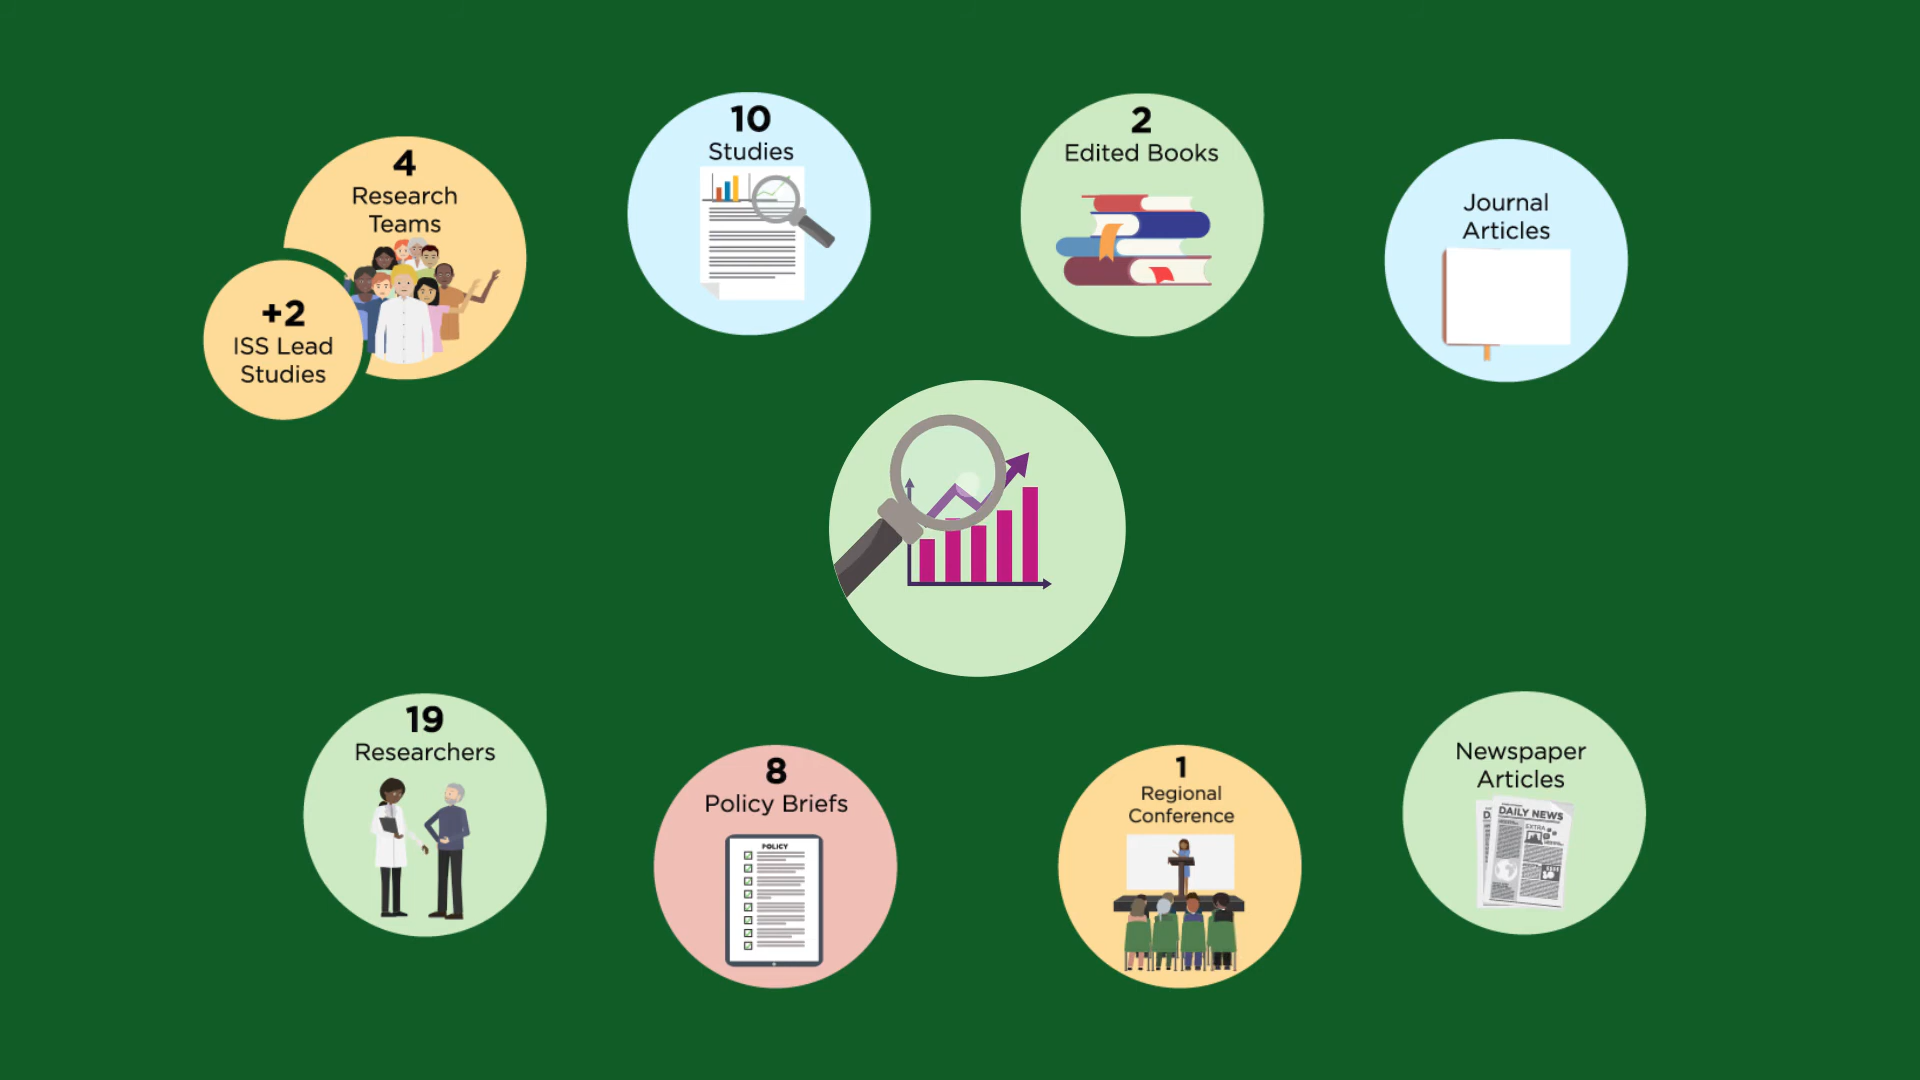 4
Research
Teams
+2
ISS Lead
Studies
10
Studies
2
Edited Books
Journal
Articles
19
Researchers
8
Policy Briefs
POLICY
1
Regional
Conference
Newspaper
Articles
DAILY NEWS
EXTRA